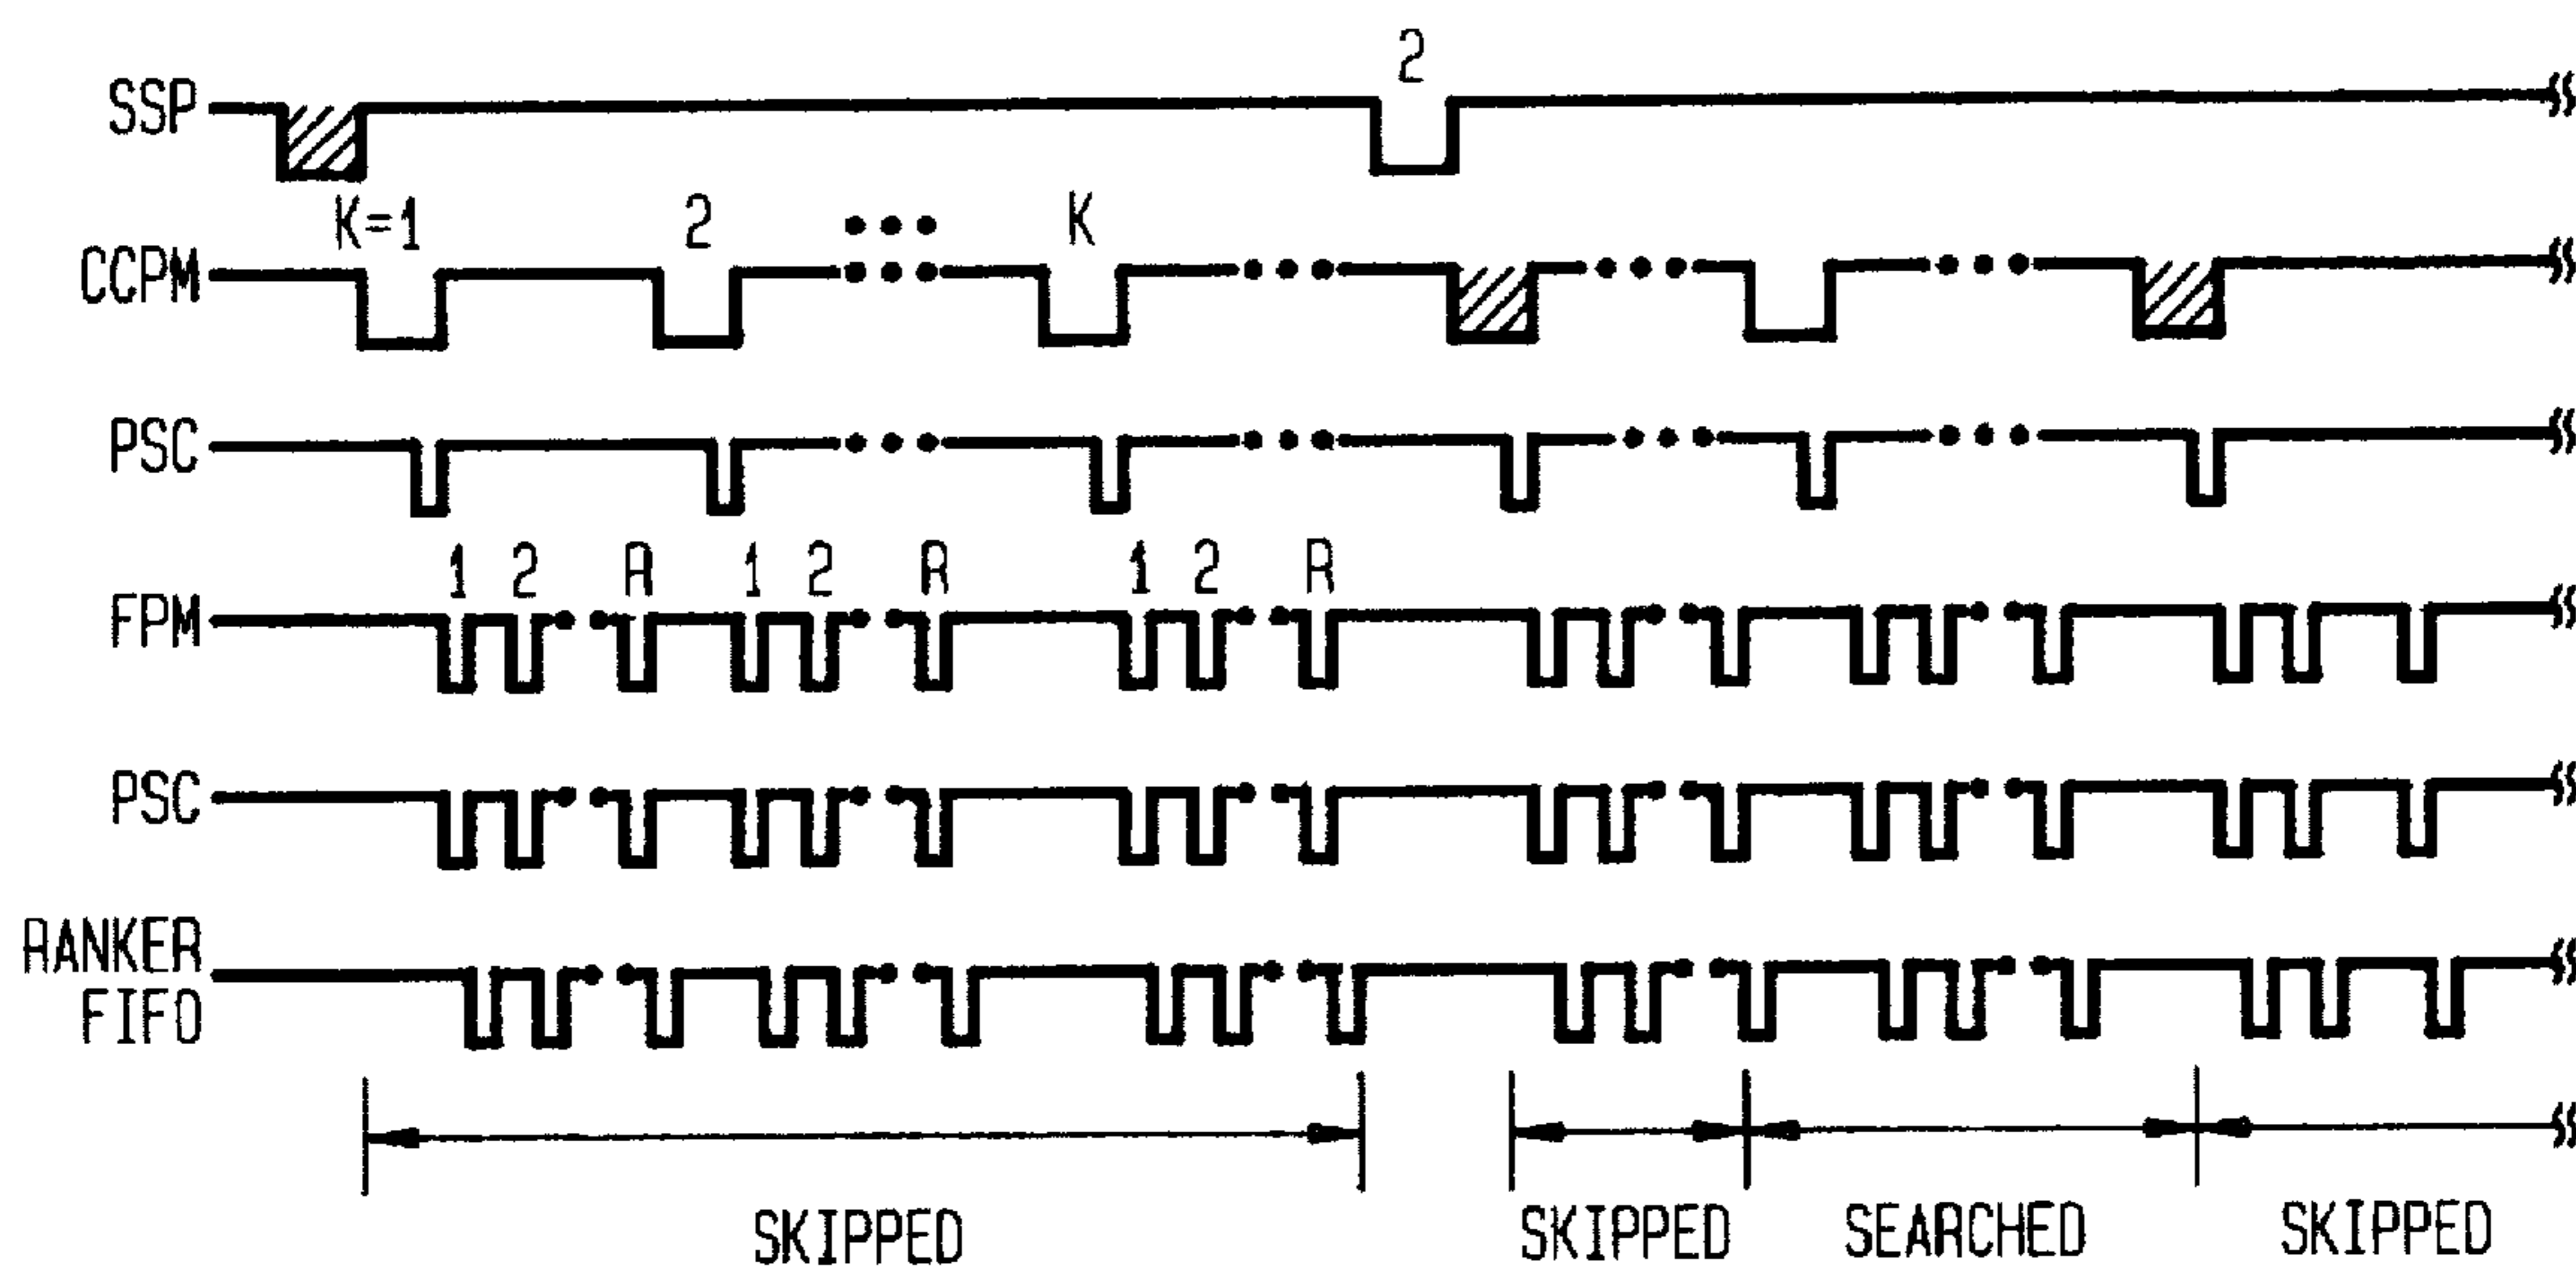 2
SSP
K=1 2 ••• K
CCPM
PSC
1 2 R 1 2 R 1 2 R
FPM
PSC
RANKER
FIFO
SKIPPED SKIPPED SEARCHED SKIPPED